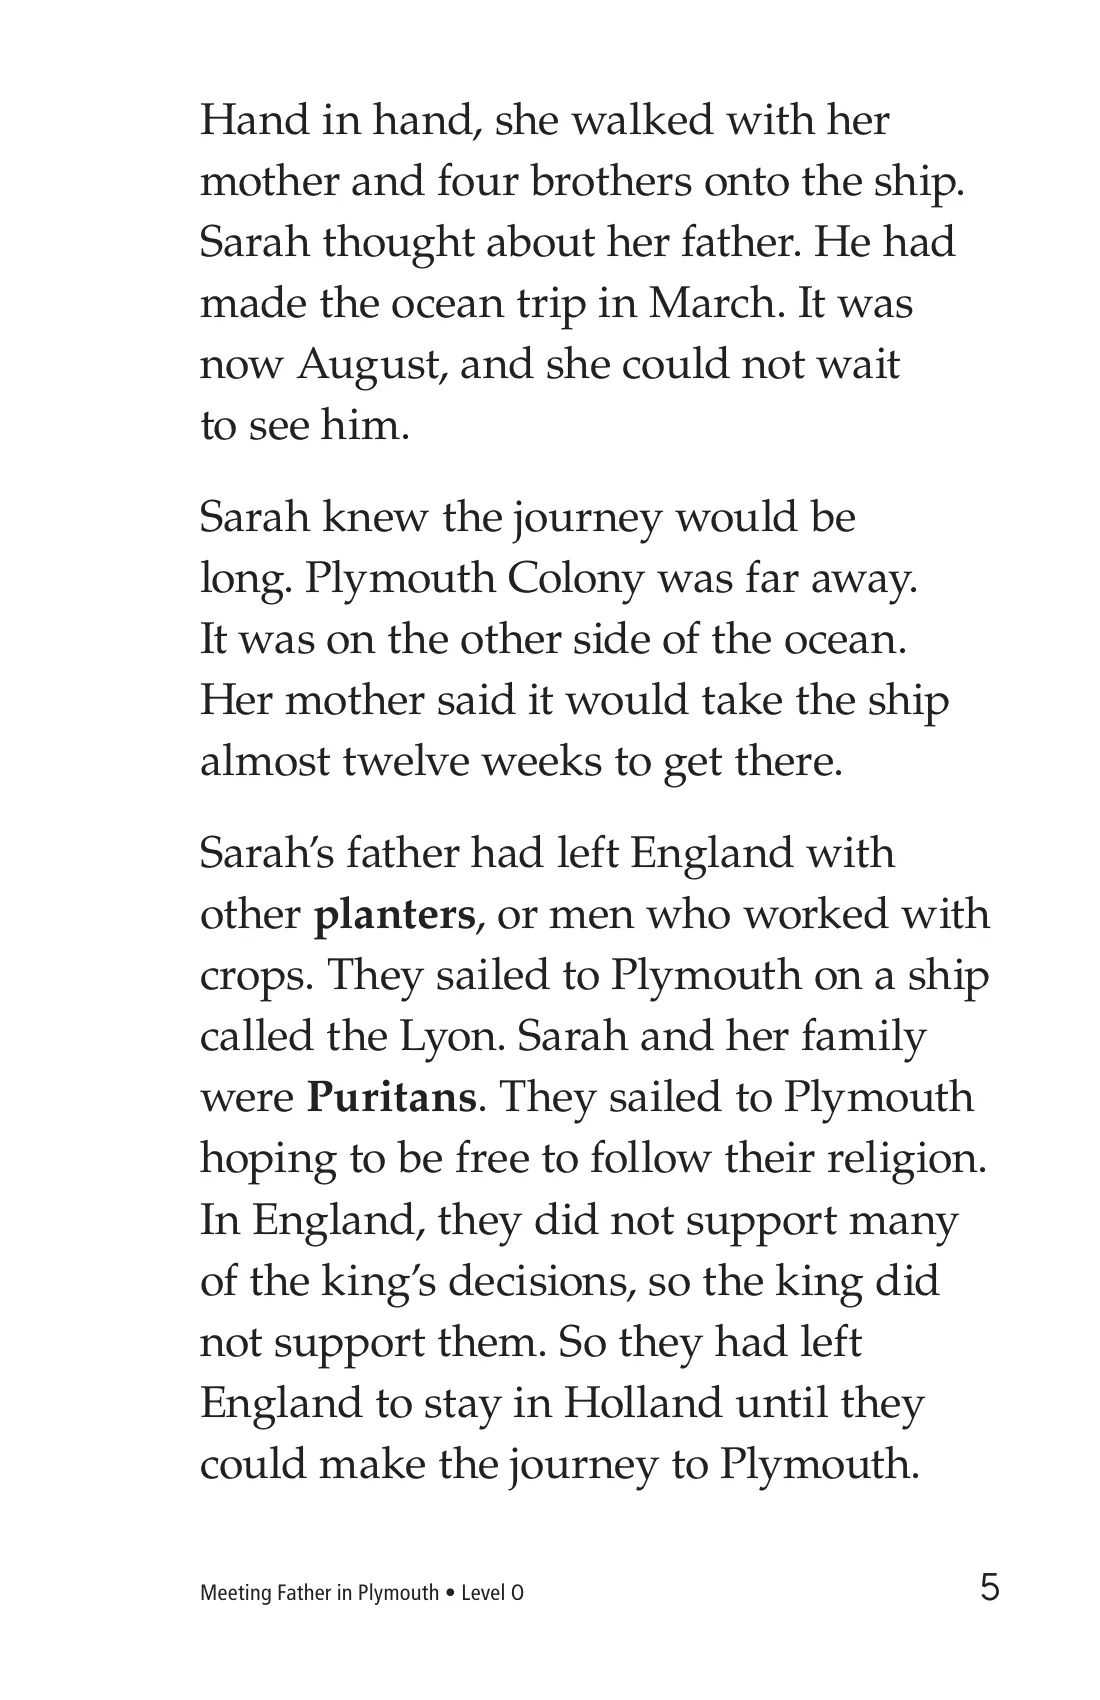 Hand in hand, she walked with her
mother and four brothers onto the ship.
Sarah thought about her father. He had
made the ocean trip in March. It was
now August, and she could not wait
to see him.
Sarah knew the journey would be
long. Plymouth Colony was far away.
It was on the other side of the ocean.
Her mother said it would take the ship
almost twelve weeks to get there.
Sarah’s father had left England with
other planters, or men who worked with
crops. They sailed to Plymouth on a ship
called the Lyon. Sarah and her family
were Puritans. They sailed to Plymouth
hoping to be free to follow their religion.
In England, they did not support many
of the king’s decisions, so the king did
not support them. So they had left
England to stay in Holland until they
could make the journey to Plymouth.
Meeting Father in Plymouth • Level O 5